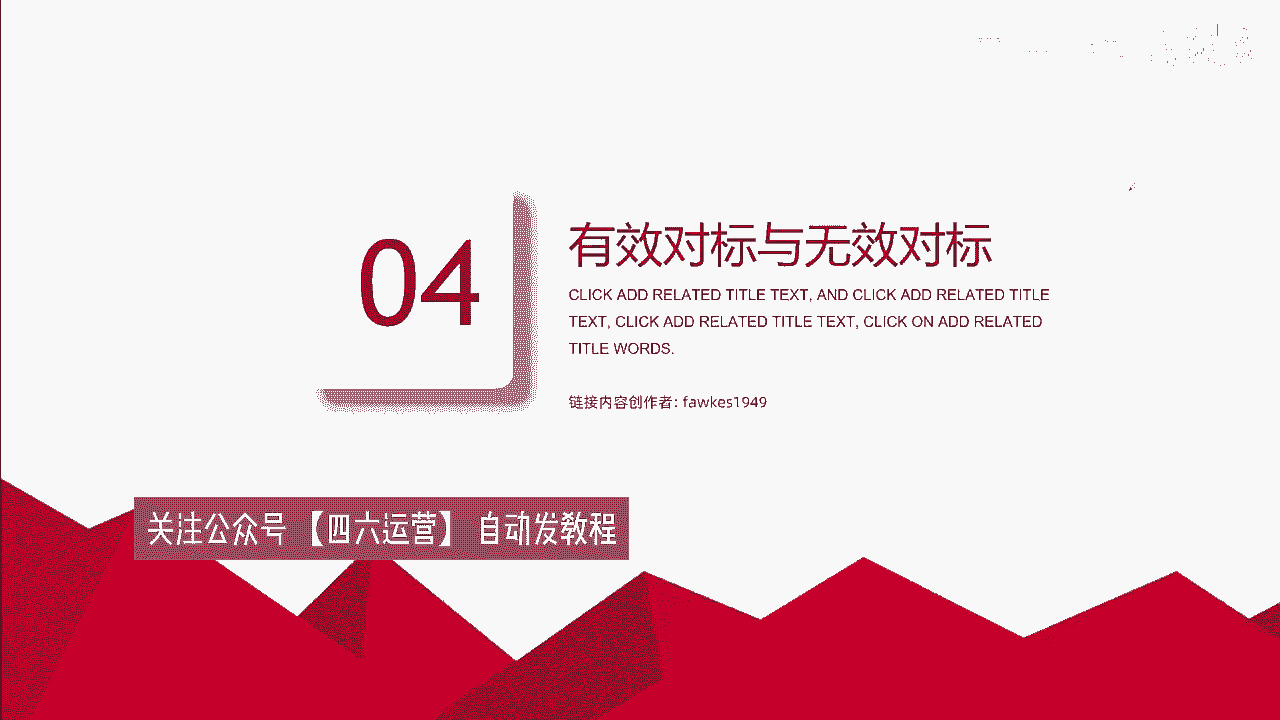 04
有效对标与无效对标
CLICK ADD RELATED TITLE TEXT, AND CLICK ADD RELATED TITLE
TEXT, CLICK ADD RELATED TITLE TEXT, CLICK ON ADD RELATED
TITLE WORDS.
链接内容创作者: fawkes1949
关注公众号 【四六运营】 自动发教程